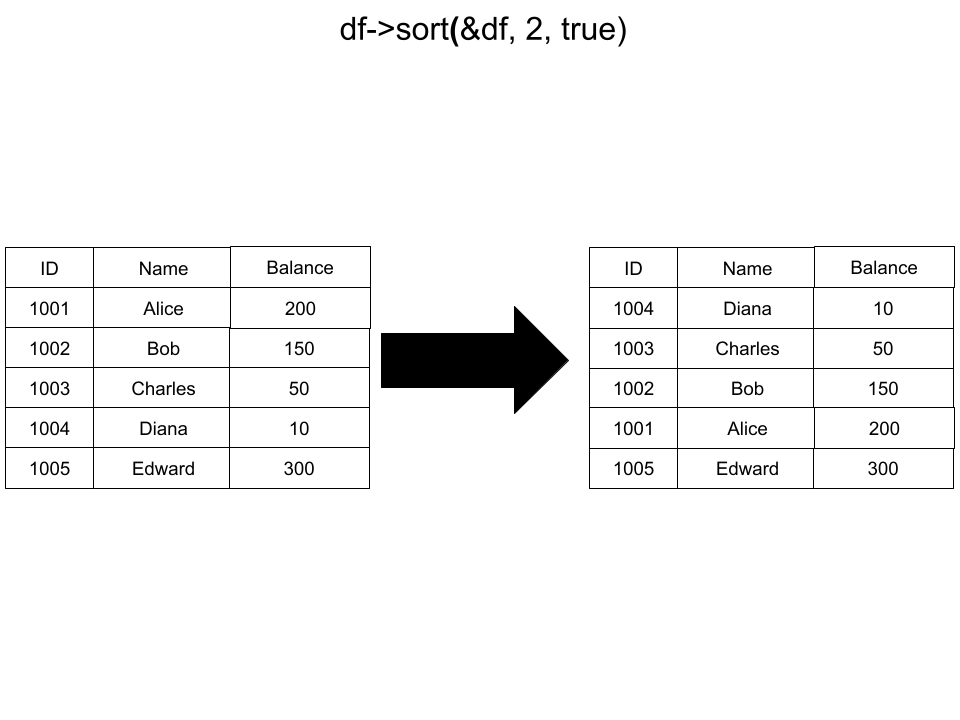 df->sort(&df, 2, true)
ID Name Balance
1001 Alice 200
1002 Bob 150
1003 Charles 50
1004 Diana 10
1005 Edward 300
ID Name Balance
1004 Diana 10
1003 Charles 50
1002 Bob 150
1001 Alice 200
1005 Edward 300